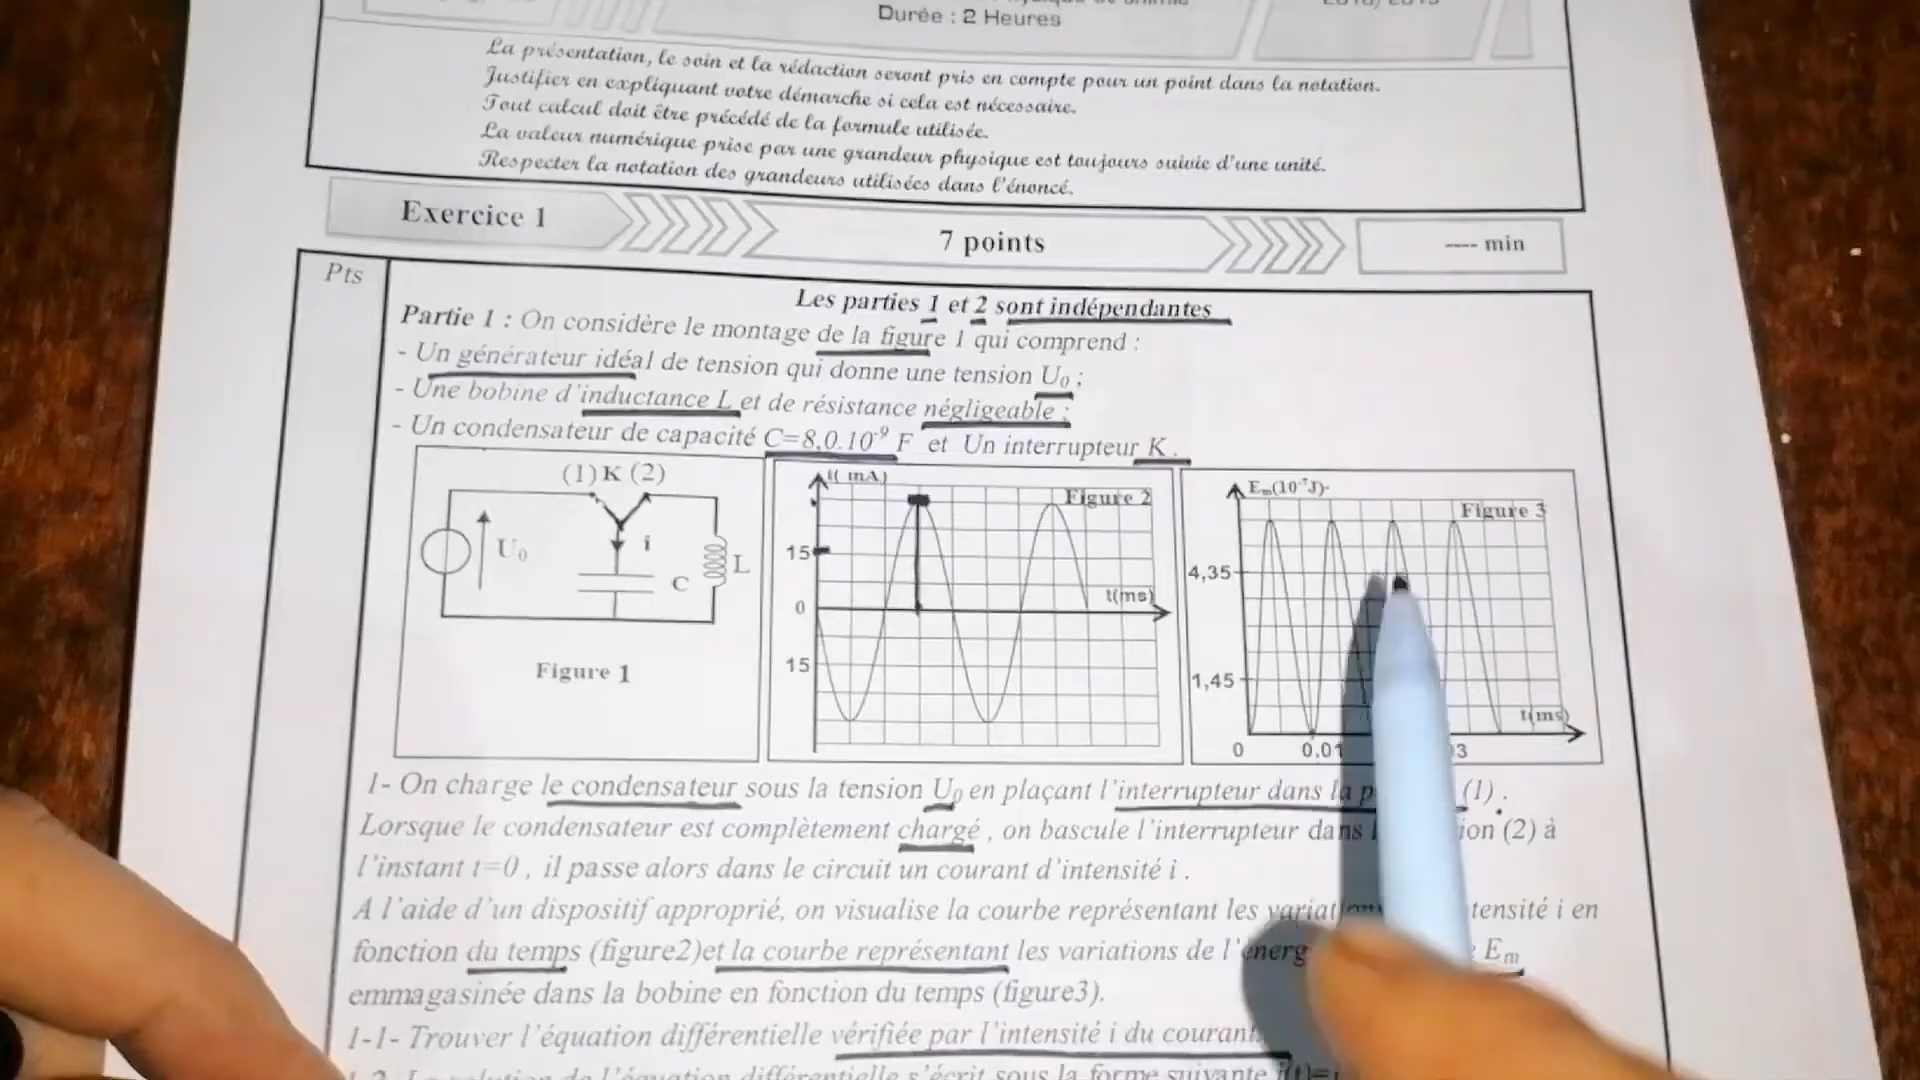 Durée : 2 Heures
La présentation, le soin et la rédaction seront pris en compte pour un point dans la notation.
Justifier en expliquant votre démarche si cela est nécessaire.
Tout calcul doit être précédé de la formule utilisée.
La valeur numérique prise par une grandeur physique est toujours suivie d'une unité.
Respecter la notation des grandeurs utilisées dans l'énoncé.
Exercice 1
7 points
---- min
Pts
Les parties 1 et 2 sont indépendantes
Partie 1 : On considère le montage de la figure 1 qui comprend :
- Un générateur idéal de tension qui donne une tension U₀ ;
- Une bobine d'inductance L et de résistance négligeable ;
- Un condensateur de capacité C=8,0.10⁻⁹ F et Un interrupteur K .
(1) K (2)
U₀
i
C
L
Figure 1
i( mA)
Figure 2
15
0
15
t(ms)
Eₘ(10⁻⁷J)
Figure 3
4,35
1,45
t(ms)
0
0,01
1- On charge le condensateur sous la tension U₀ en plaçant l'interrupteur dans la (1) .
Lorsque le condensateur est complètement chargé , on bascule l'interrupteur dans (2) à
l'instant t=0 , il passe alors dans le circuit un courant d'intensité i .
A l'aide d'un dispositif approprié, on visualise la courbe représentant les i en
fonction du temps (figure2)et la courbe représentant les variations de Eₘ
emmagasinée dans la bobine en fonction du temps (figure3).
1-1- Trouver l'équation différentielle vérifiée par l'intensité i du courant.
de l'équation différentielle s'écrit sous la forme suivante